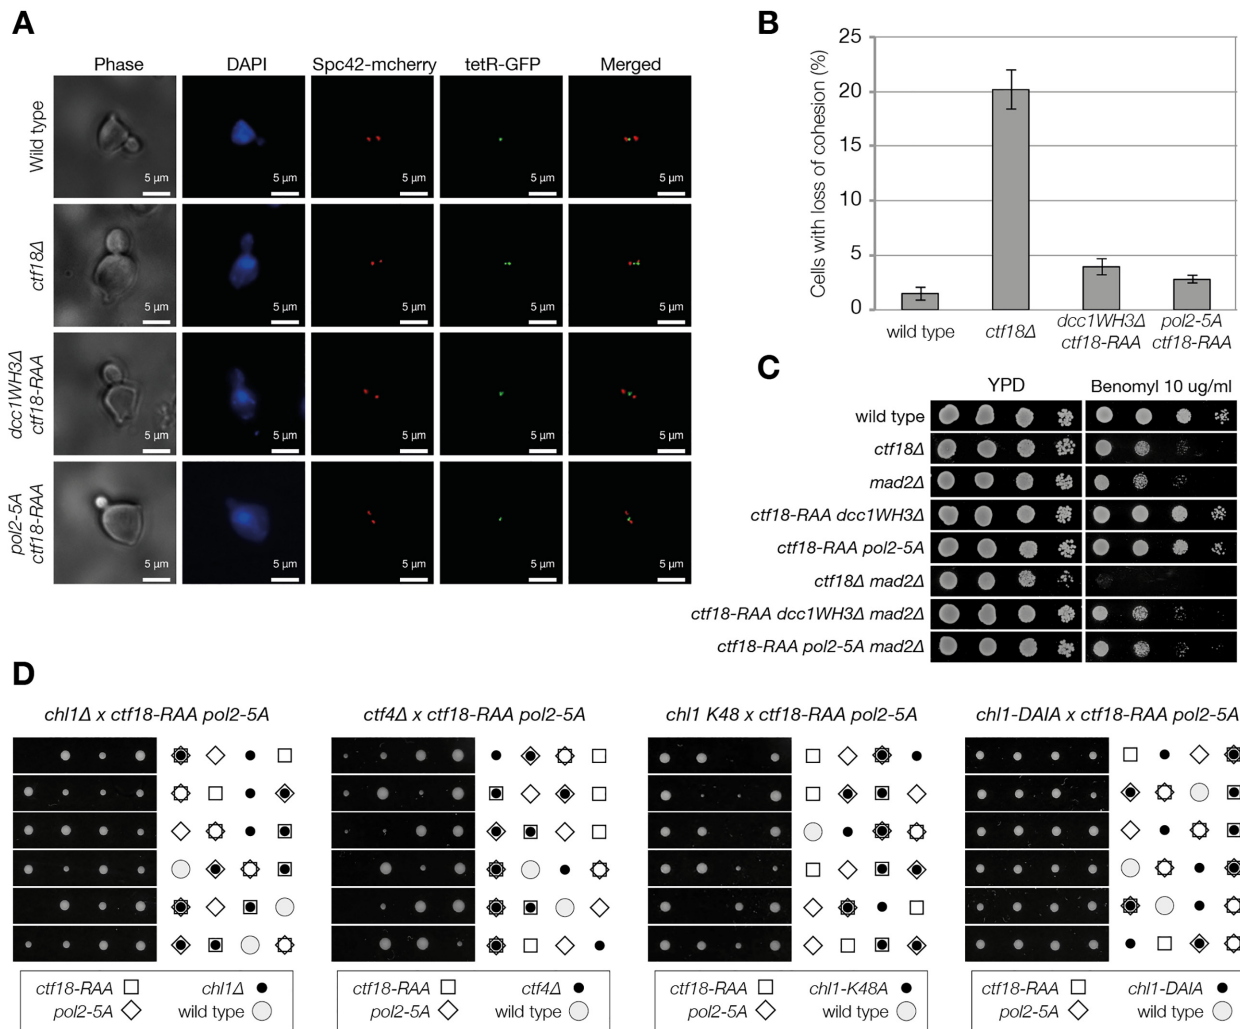 A
Phase
DAPI
Spc42-mcherry
tetR-GFP
Merged
Wild type
5 µm
5 µm
5 µm
5 µm
5 µm
ctf18Δ
5 µm
5 µm
5 µm
5 µm
5 µm
dcc1WH3Δ
ctf18-RAA
5 µm
5 µm
5 µm
5 µm
5 µm
pol2-5A
ctf18-RAA
5 µm
5 µm
5 µm
5 µm
5 µm
B
Cells with loss of cohesion (%)
25
20
15
10
5
0
wild type
ctf18Δ
dcc1WH3Δ
ctf18-RAA
pol2-5A
ctf18-RAA
C
YPD
Benomyl 10 ug/ml
wild type
ctf18Δ
mad2Δ
ctf18-RAA dcc1WH3Δ
ctf18-RAA pol2-5A
ctf18Δ mad2Δ
ctf18-RAA dcc1WH3Δ mad2Δ
ctf18-RAA pol2-5A mad2Δ
D
chl1Δ x ctf18-RAA pol2-5A
ctf18-RAA
chl1Δ
pol2-5A
wild type
ctf4Δ x ctf18-RAA pol2-5A
ctf18-RAA
ctf4Δ
pol2-5A
wild type
chl1 K48 x ctf18-RAA pol2-5A
ctf18-RAA
chl1-K48A
pol2-5A
wild type
chl1-DAIA x ctf18-RAA pol2-5A
ctf18-RAA
chl1-DAIA
pol2-5A
wild type